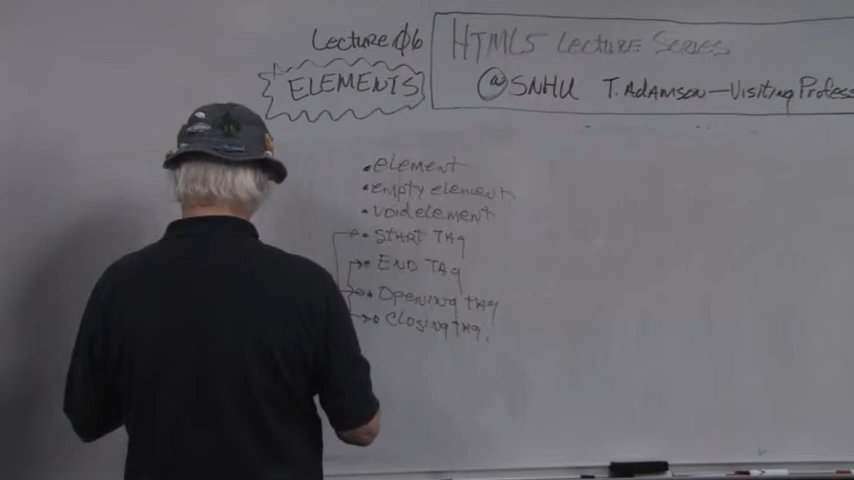 Lecture 06
ELEMENTS
HTML5 Lecture Series
@SNHU T. Adamson—Visiting Profess
• element
• empty element
• void element
• START TAG
• END TAG
• Opening tag
• Closing tag.